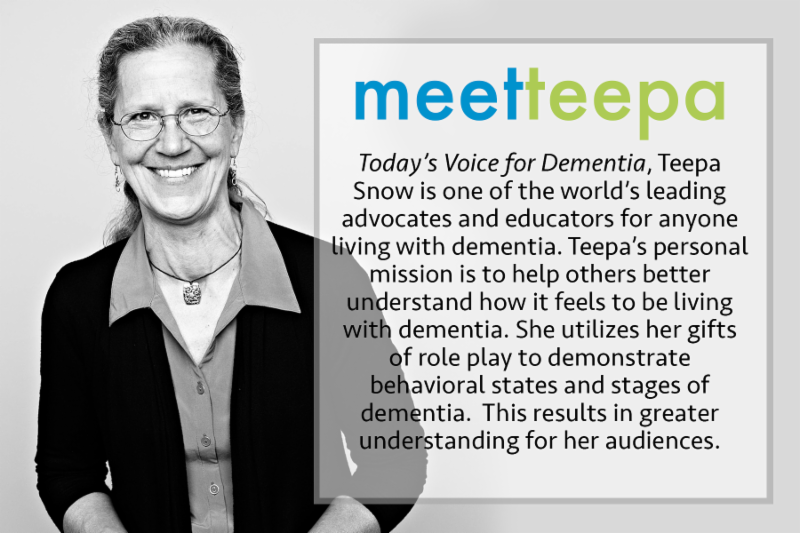 meetteepa
Today's Voice for Dementia, Teepa
Snow is one of the world's leading
advocates and educators for anyone
living with dementia. Teepa's personal
mission is to help others better
understand how it feels to be living
with dementia. She utilizes her gifts
of role play to demonstrate
behavioral states and stages of
dementia.  This results in greater
understanding for her audiences.